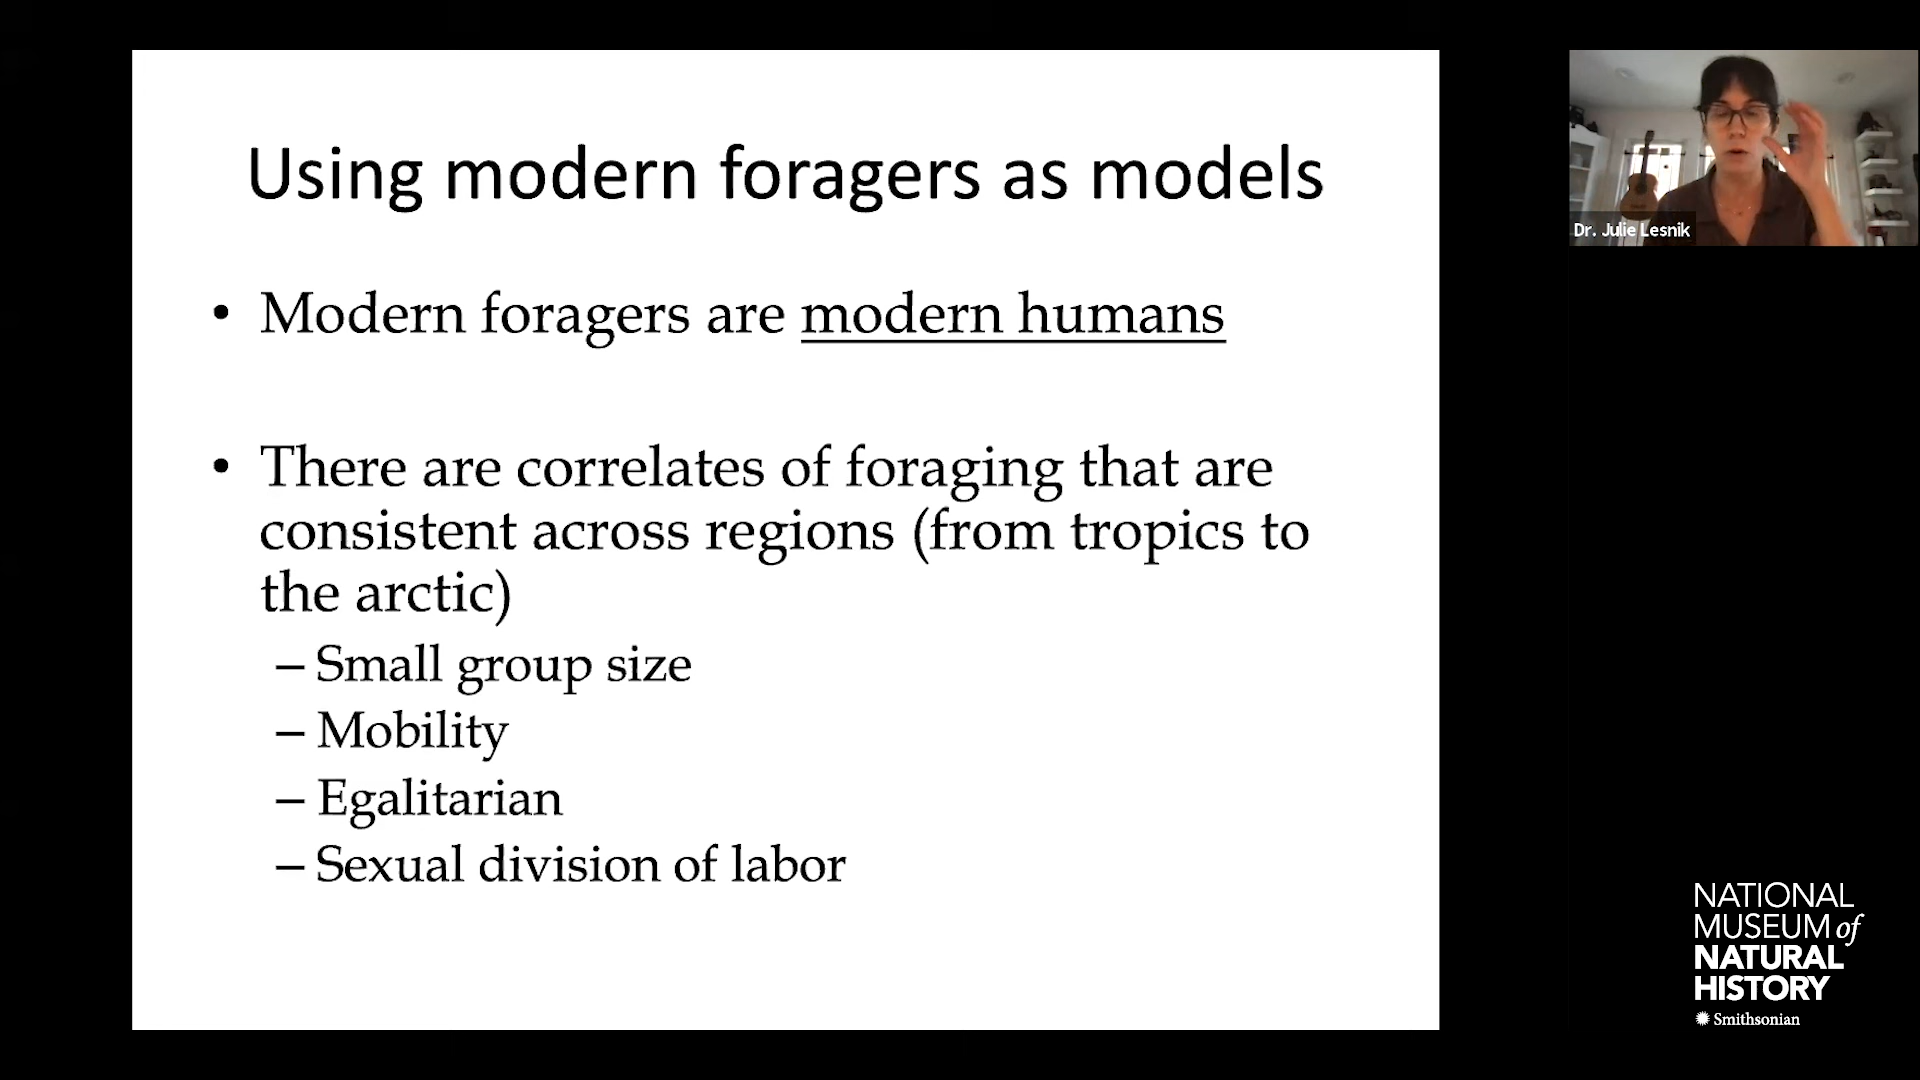 Using modern foragers as models
• Modern foragers are modern humans
• There are correlates of foraging that are
consistent across regions (from tropics to
the arctic)
– Small group size
– Mobility
– Egalitarian
– Sexual division of labor
Dr. Julie Lesnik
NATIONAL
MUSEUM of
NATURAL
HISTORY
Smithsonian